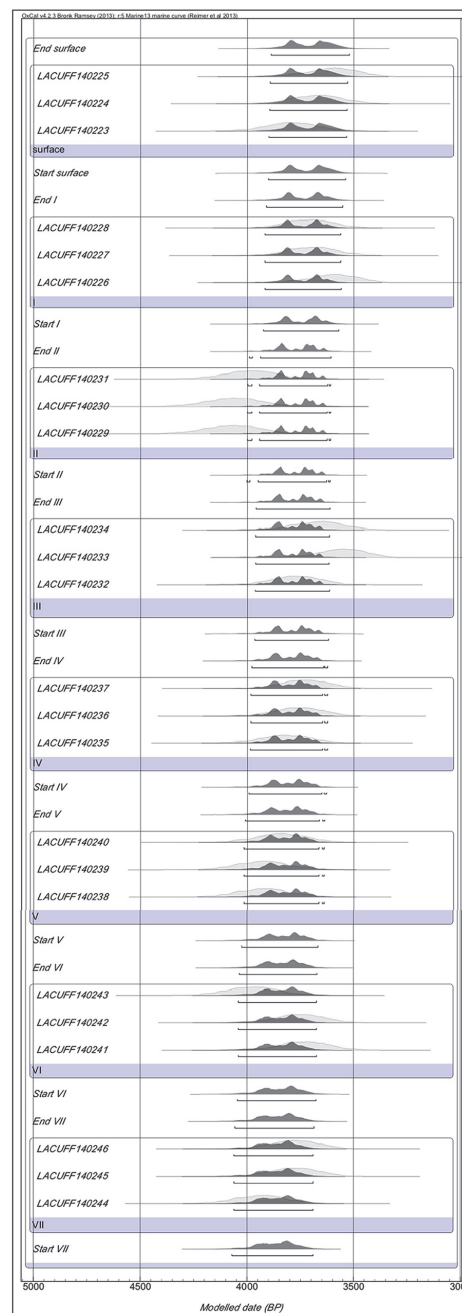 OxCal v4.2.3 Bronk Ramsey (2013); r:5 Marine13 marine curve (Reimer et al 2013)
End surface
LACUFF140225
LACUFF140224
LACUFF140223
surface
Start surface
End I
LACUFF140228
LACUFF140227
LACUFF140226
I
Start I
End II
LACUFF140231
LACUFF140230
LACUFF140229
II
Start II
End III
LACUFF140234
LACUFF140233
LACUFF140232
III
Start III
End IV
LACUFF140237
LACUFF140236
LACUFF140235
IV
Start IV
End V
LACUFF140240
LACUFF140239
LACUFF140238
V
Start V
End VI
LACUFF140243
LACUFF140242
LACUFF140241
VI
Start VI
End VII
LACUFF140246
LACUFF140245
LACUFF140244
VII
Start VII
5000 4500 4000 3500 300
Modelled date (BP)